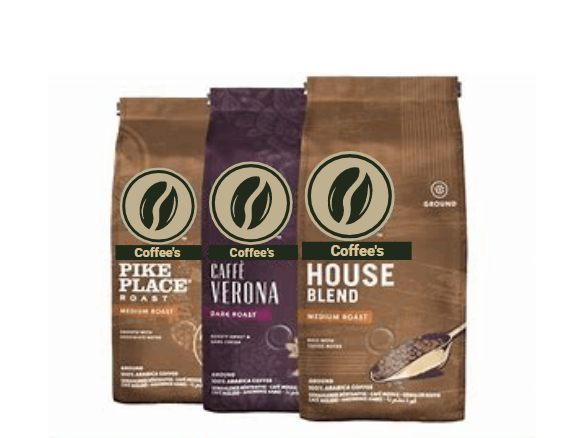 Coffee's
PIKE
PLACE
ROAST
MEDIUM ROAST
GROUND
100% ARABICA COFFEE
Coffee's
CAFFÈ
VERONA
DARK ROAST
GROUND
100% ARABICA COFFEE
GROUND
Coffee's
HOUSE
BLEND
MEDIUM ROAST
GROUND
100% ARABICA COFFEE